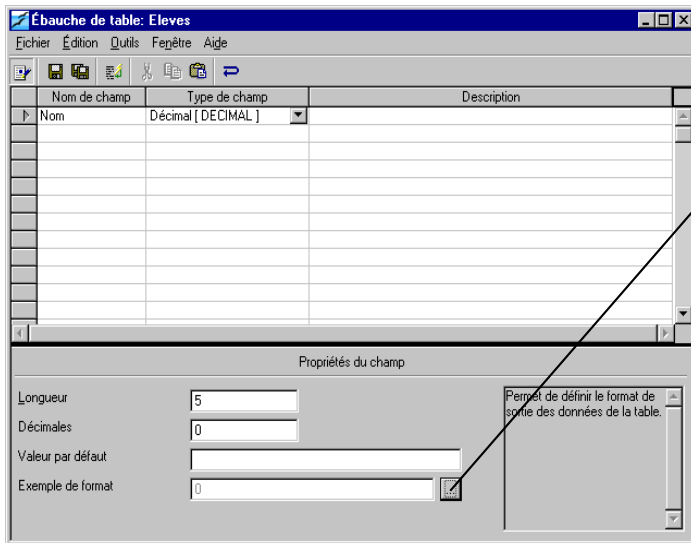 Ébauche de table: Eleves
Fichier Édition Outils Fenêtre Aide
Nom de champ Type de champ Description
Nom Décimal [ DECIMAL ]
Propriétés du champ
Longueur 5
Décimales 0
Valeur par défaut
Exemple de format 0 ...
Permet de définir le format de
sortie des données de la table.